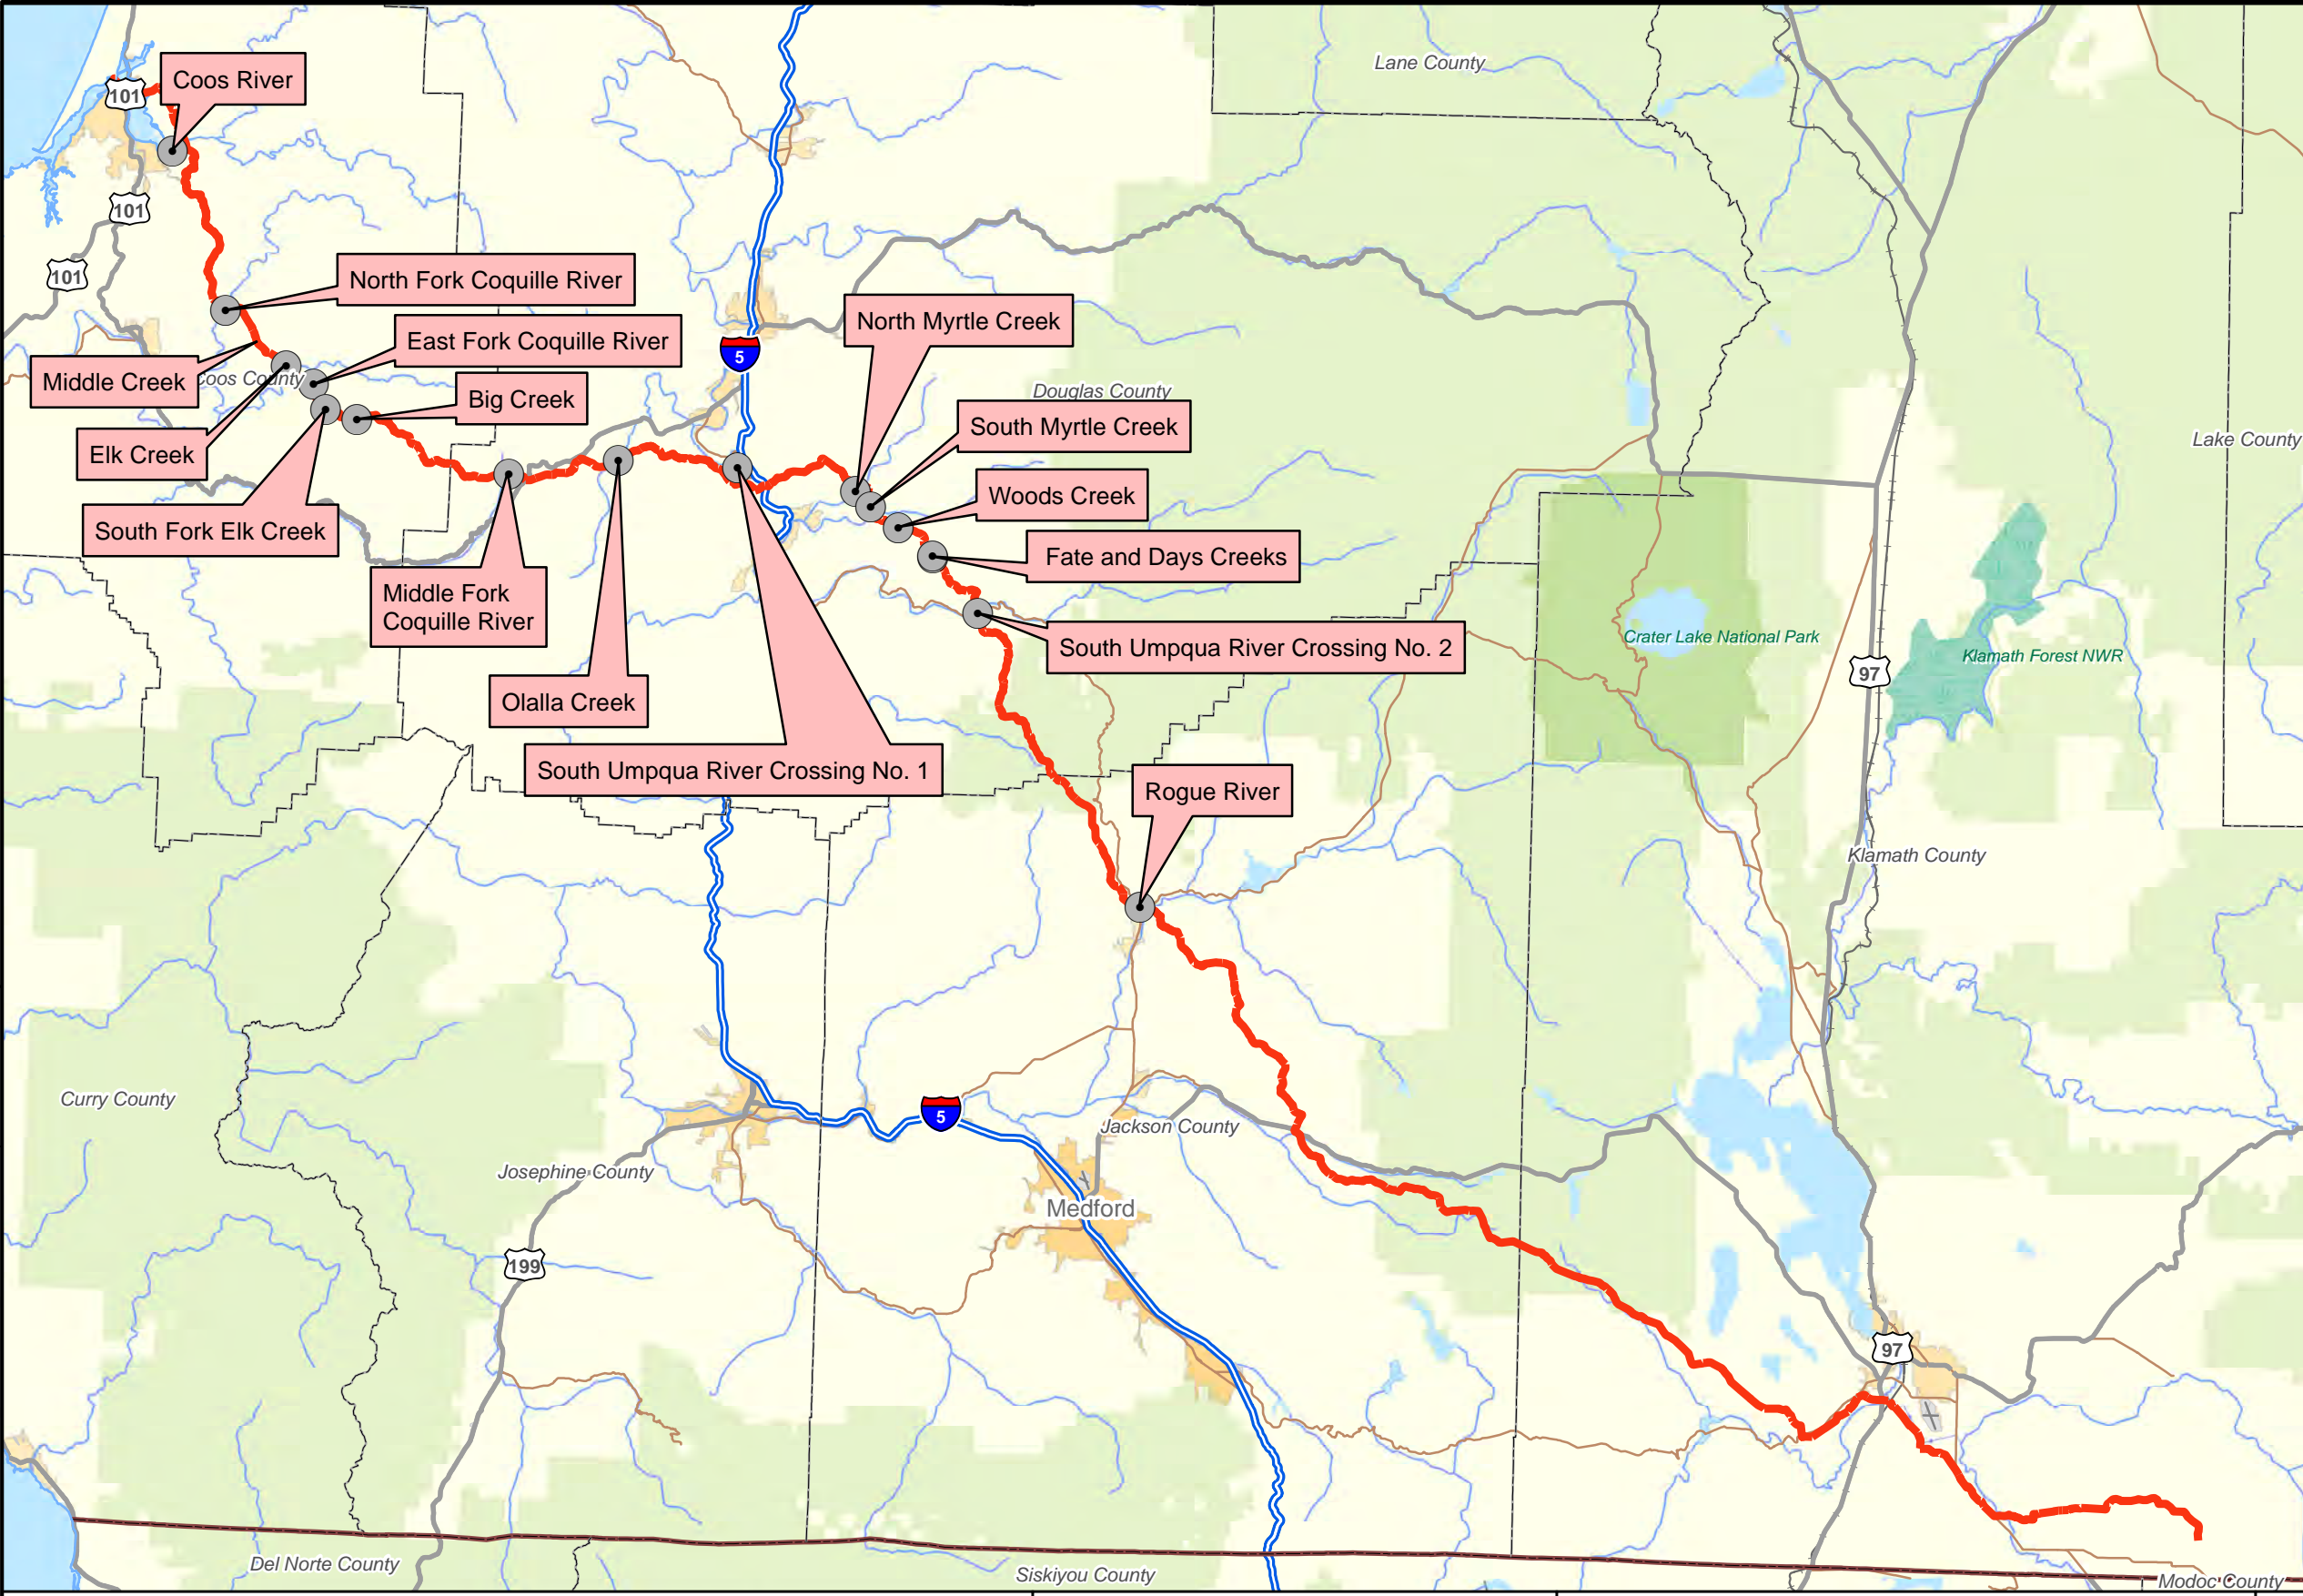 Lane County
Coos River
101
101
101
North Fork Coquille River
North Myrtle Creek
East Fork Coquille River
5
Middle Creek
Coos County
Big Creek
Douglas County
South Myrtle Creek
Lake County
Elk Creek
Woods Creek
South Fork Elk Creek
Fate and Days Creeks
Middle Fork
Coquille River
South Umpqua River Crossing No. 2
Crater Lake National Park
Klamath Forest NWR
97
Olalla Creek
South Umpqua River Crossing No. 1
Rogue River
Klamath County
Curry County
5
Jackson County
Josephine County
Medford
199
97
Del Norte County
Siskiyou County
Modoc County